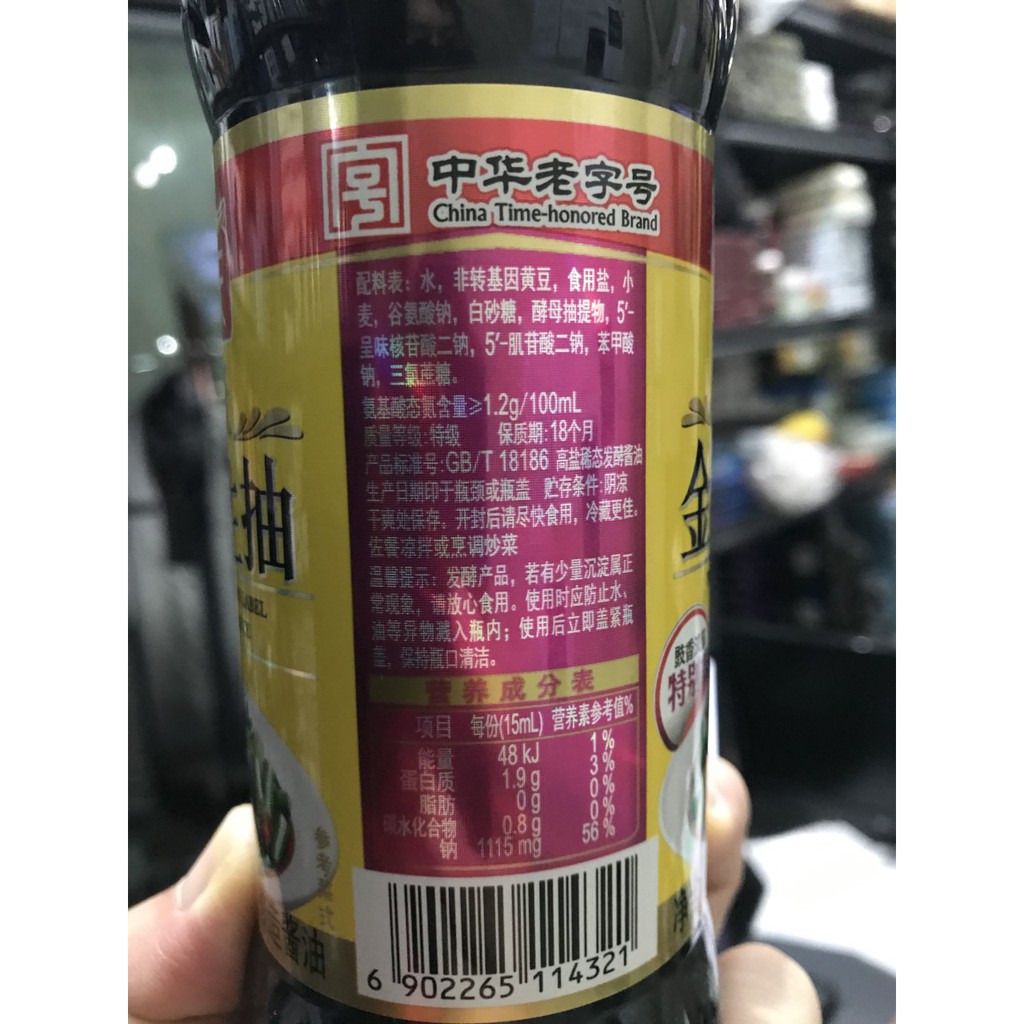 中华老字号
China Time-honored Brand
配料表：水，非转基因黄豆，食用盐，小
麦，谷氨酸钠，白砂糖，酵母抽提物，5′-
呈味核苷酸二钠，5′-肌苷酸二钠，苯甲酸
钠，三氯蔗糖。
氨基酸态氮含量≥1.2g/100mL
质量等级：特级 保质期：18个月
产品标准号：GB/T 18186 高盐稀态发酵酱油
生产日期印于瓶颈或瓶盖 贮存条件：阴凉
干爽处保存。开封后请尽快食用，冷藏更佳。
佐餐凉拌或烹调炒菜
温馨提示：发酵产品，若有少量沉淀属正
常现象，请放心食用。使用时应防止水、
油等异物溅入瓶内；使用后立即盖紧瓶
盖，保持瓶口清洁。
营养成分表
项目 每份(15mL) 营养素参考值%
能量 48 kJ 1 %
蛋白质 1.9 g 3 %
脂肪 0 g 0 %
碳水化合物 0.8 g 0 %
钠 1115 mg 56 %
6 902265 114321
抽
LABEL
酱油
金
豉香
特
净